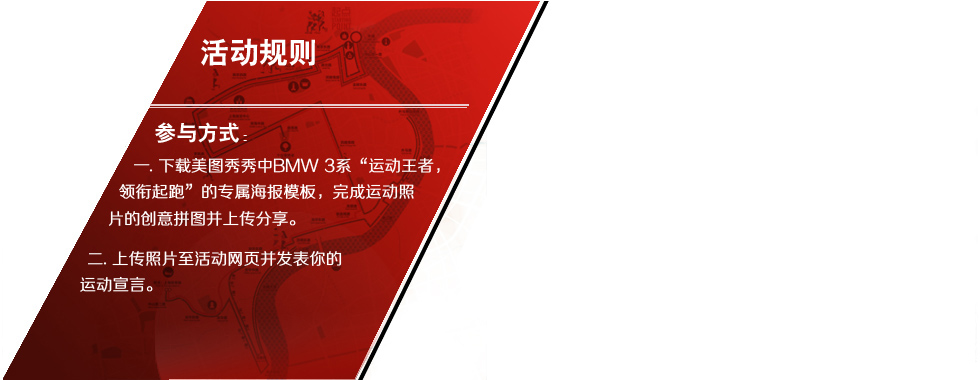 活动规则
参与方式：
一. 下载美图秀秀中BMW 3系“运动王者，
领衔起跑”的专属海报模板，完成运动照
片的创意拼图并上传分享。
二. 上传照片至活动网页并发表你的
运动宣言。